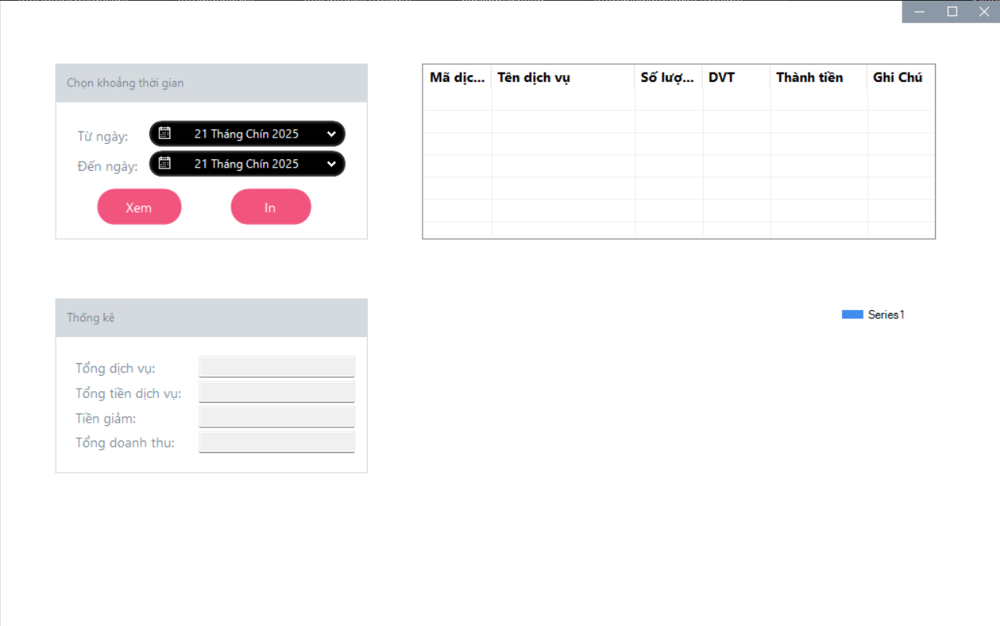 Chọn khoảng thời gian
Từ ngày: 21 Tháng Chín 2025
Đến ngày: 21 Tháng Chín 2025
Xem In
Mã dịc... Tên dịch vụ Số lượ... DVT Thành tiền Ghi Chú
Thống kê
Tổng dịch vụ:
Tổng tiền dịch vụ:
Tiền giảm:
Tổng doanh thu:
Series1